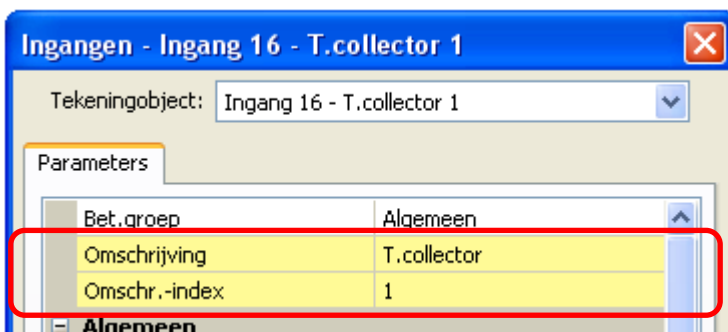 Ingangen - Ingang 16 - T.collector 1
Tekeningobject: Ingang 16 - T.collector 1
Parameters
Bet.groep Algemeen
Omschrijving T.collector
Omschr.-index 1
Algemeen